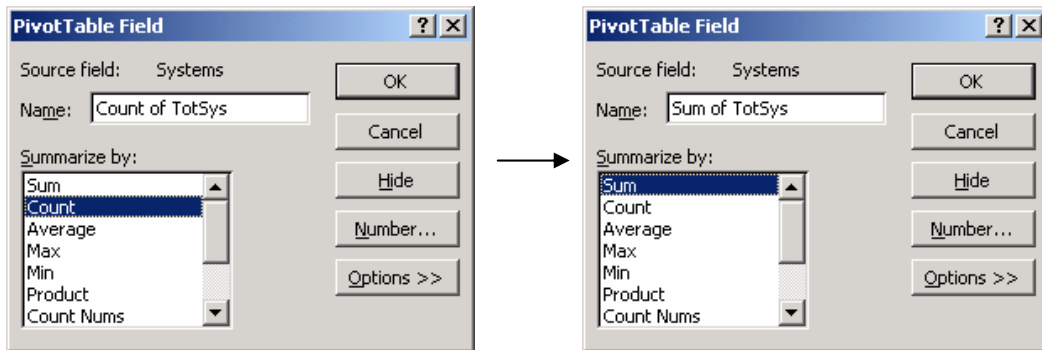 PivotTable Field
Source field: Systems
Name: Count of TotSys
Summarize by:
Sum
Count
Average
Max
Min
Product
Count Nums
OK
Cancel
Hide
Number...
Options >>
PivotTable Field
Source field: Systems
Name: Sum of TotSys
Summarize by:
Sum
Count
Average
Max
Min
Product
Count Nums
OK
Cancel
Hide
Number...
Options >>